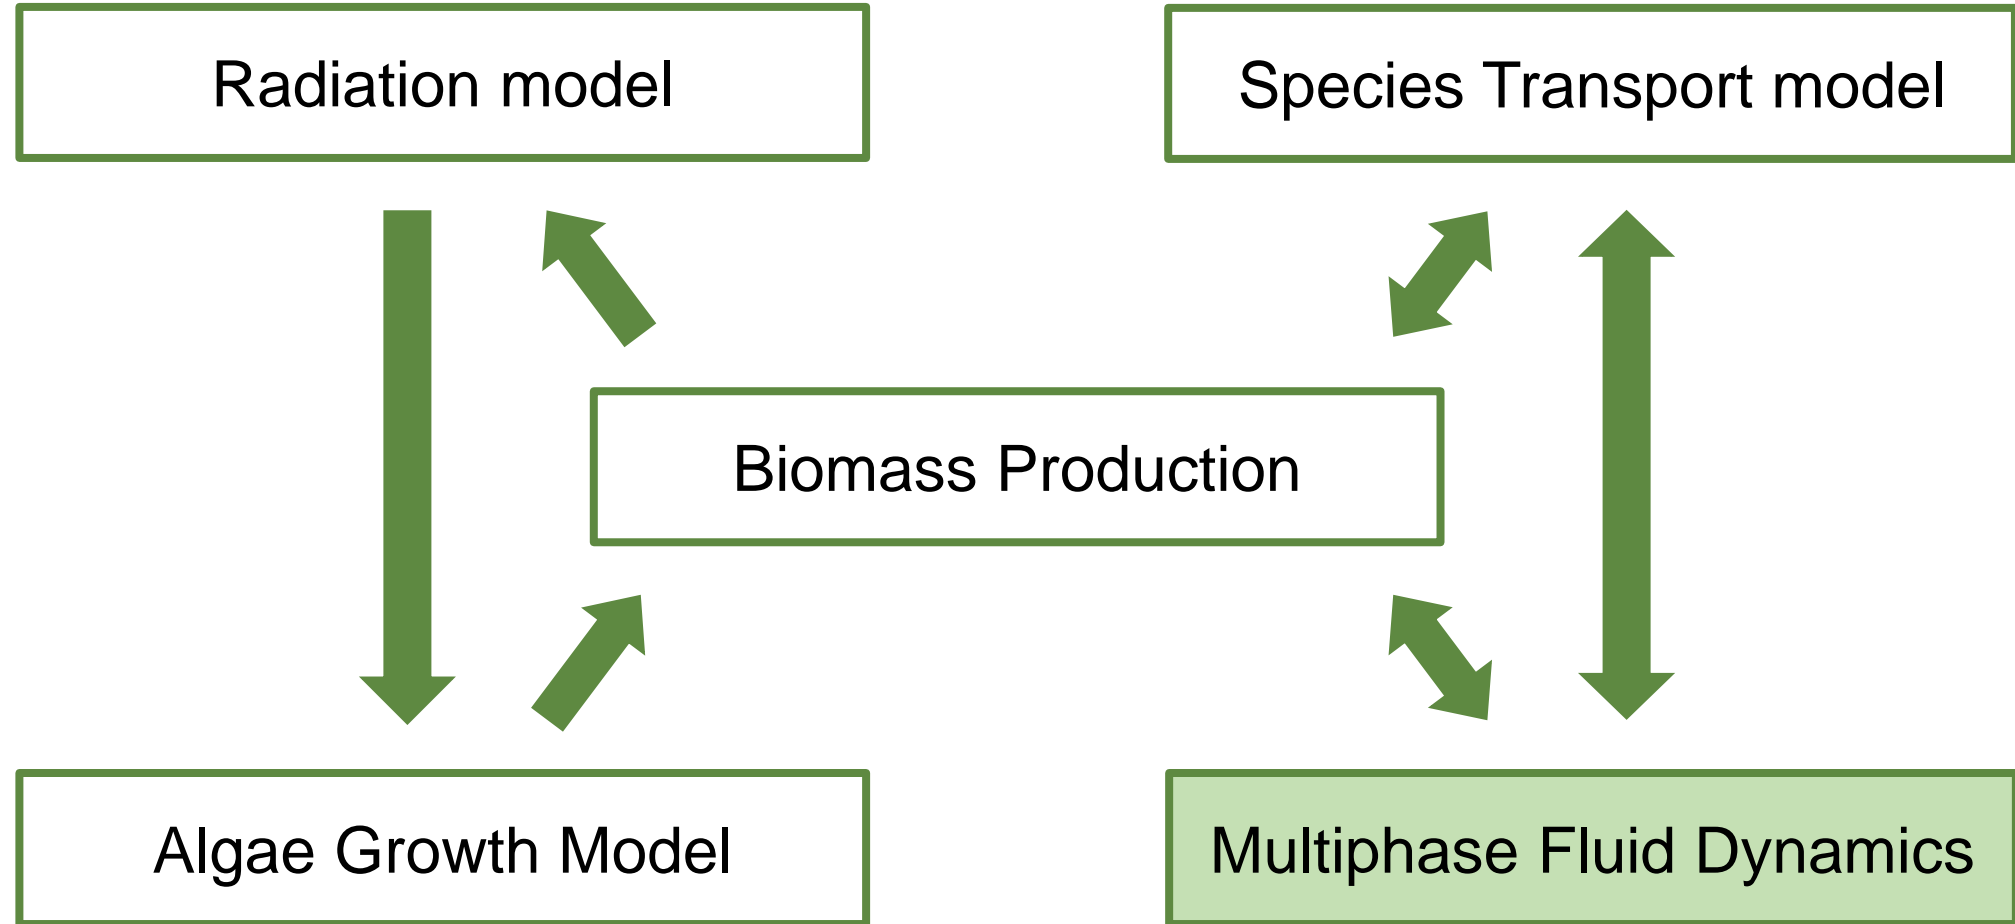 Radiation model
Species Transport model
Biomass Production
Algae Growth Model
Multiphase Fluid Dynamics